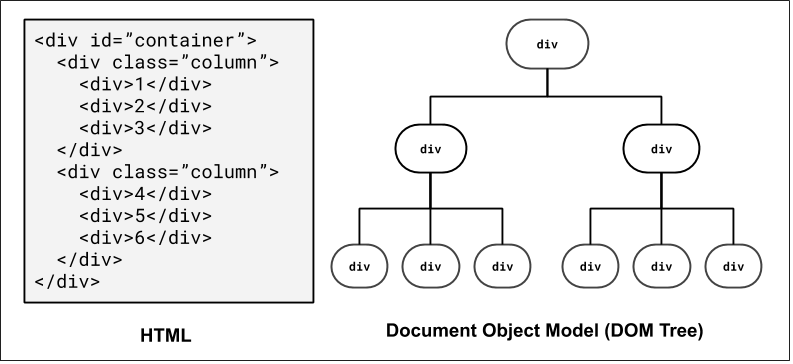 <div id=”container”>
  <div class=”column”>
    <div>1</div>
    <div>2</div>
    <div>3</div>
  </div>
  <div class=”column”>
    <div>4</div>
    <div>5</div>
    <div>6</div>
  </div>
</div>
HTML
div
div div
div div div div div div
Document Object Model (DOM Tree)